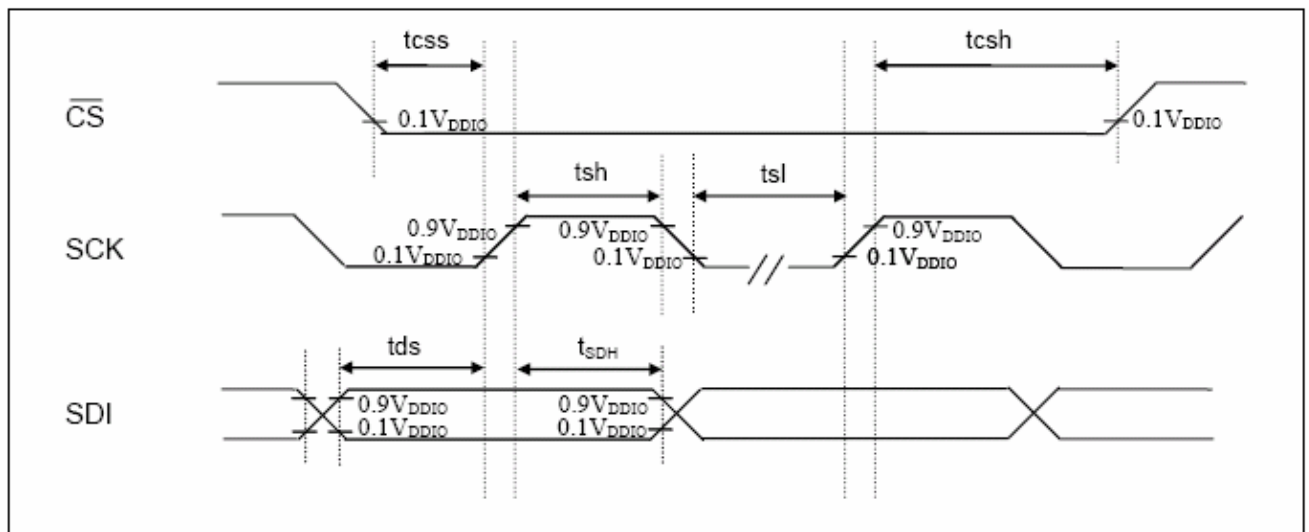 tcss tcsh
CS 0.1VDDIO 0.1VDDIO
tsh tsl
SCK 0.9VDDIO 0.9VDDIO 0.9VDDIO
0.1VDDIO 0.1VDDIO 0.1VDDIO
tds tSDH
SDI 0.9VDDIO 0.9VDDIO
0.1VDDIO 0.1VDDIO